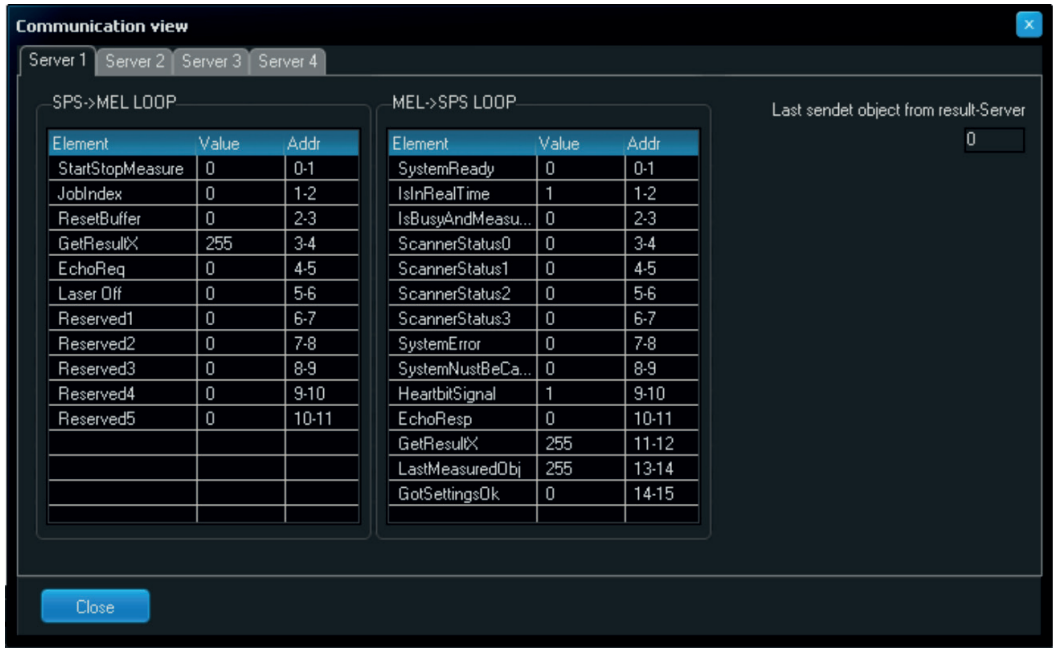 Communication view
Server 1 Server 2 Server 3 Server 4
SPS->MEL LOOP
Element Value Addr
StartStopMeasure 0 0-1
JobIndex 0 1-2
ResetBuffer 0 2-3
GetResultX 255 3-4
EchoReq 0 4-5
Laser Off 0 5-6
Reserved1 0 6-7
Reserved2 0 7-8
Reserved3 0 8-9
Reserved4 0 9-10
Reserved5 0 10-11
MEL->SPS LOOP
Element Value Addr
SystemReady 0 0-1
IsInRealTime 1 1-2
IsBusyAndMeasu... 0 2-3
ScannerStatus0 0 3-4
ScannerStatus1 0 4-5
ScannerStatus2 0 5-6
ScannerStatus3 0 6-7
SystemError 0 7-8
SystemNustBeCa... 0 8-9
HeartbitSignal 1 9-10
EchoResp 0 10-11
GetResultX 255 11-12
LastMeasuredObj 255 13-14
GotSettingsOk 0 14-15
Last sendet object from result-Server
0
Close